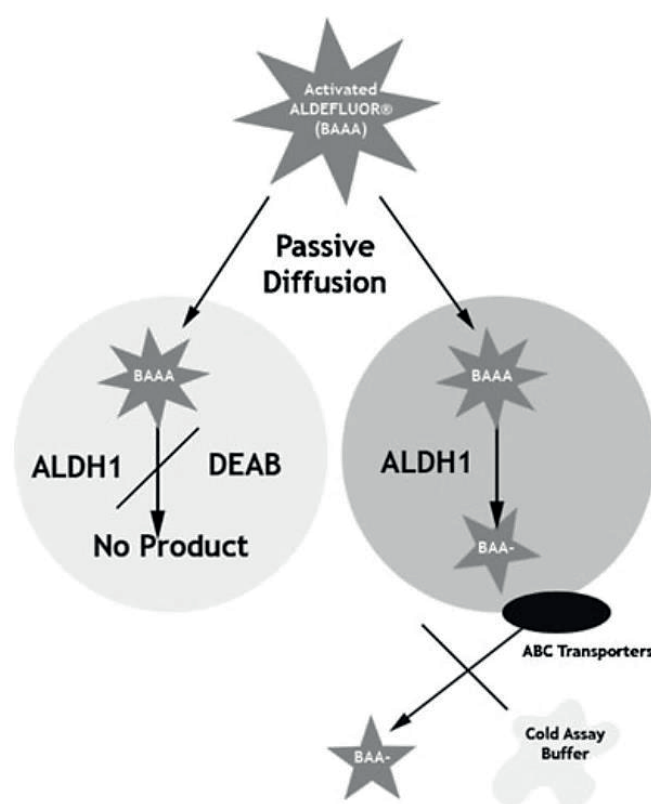 Activated
ALDEFLUOR®
(BAAA)
Passive
Diffusion
BAAA
BAAA
ALDH1
DEAB
ALDH1
No Product
BAA-
ABC Transporters
BAA-
Cold Assay
Buffer